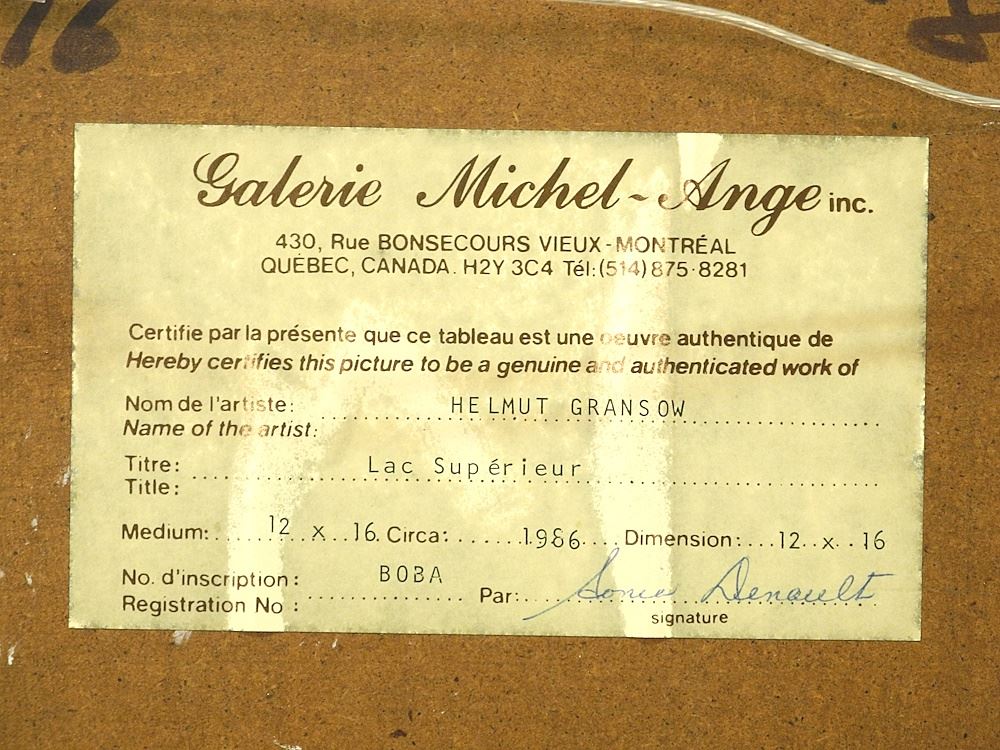 16
Galerie Michel-Ange inc.
430, Rue BONSECOURS VIEUX-MONTRÉAL
QUÉBEC, CANADA. H2Y 3C4 Tél:(514)875-8281
Certifie par la présente que ce tableau est une oeuvre authentique de
Hereby certifies this picture to be a genuine and authenticated work of
Nom de l'artiste: HELMUT GRANSOW
Name of the artist:
Titre: Lac Supérieur
Title:
Medium: 12 x 16 Circa: 1986 Dimension: 12 x 16
No. d'inscription: BOBA
Registration No : Par: Sonia Denault
signature